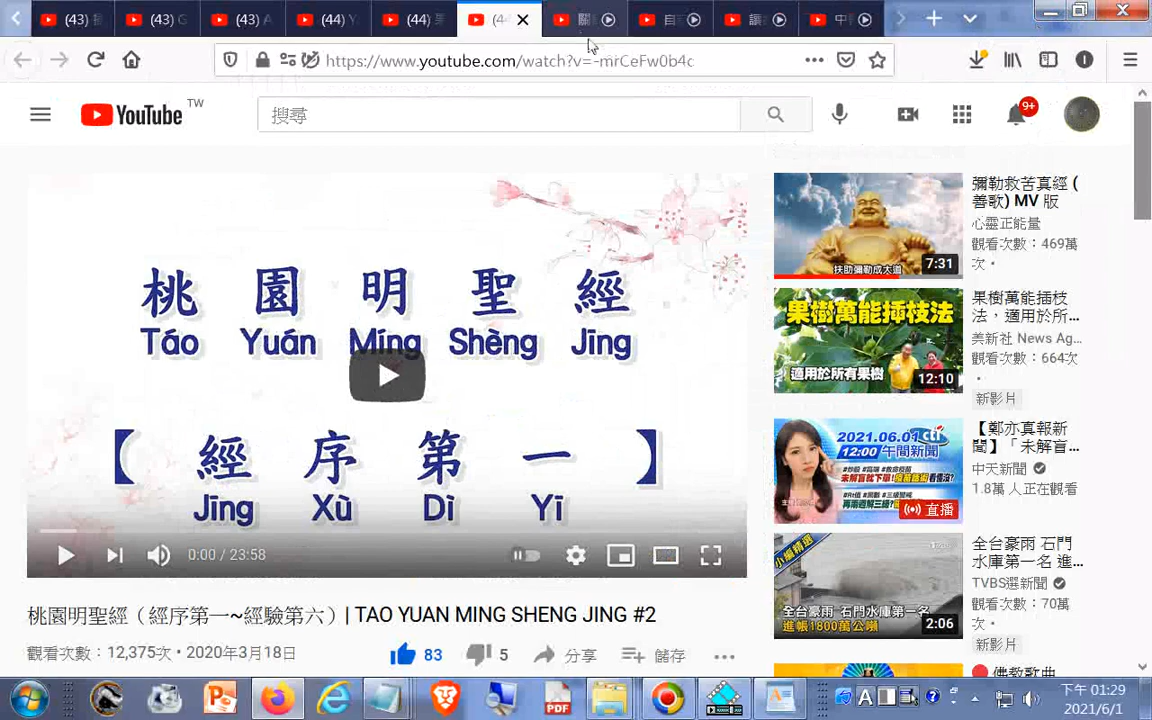 (43)
(43) G
(43) A
(44) Y
(44)
(44
關
自
讀
中
https://www.youtube.com/watch?v=-mrCeFw0b4c
YouTube TW
搜尋
9+
桃 園 明 聖 經
Táo Yuán Míng Shèng Jīng
【 經 序 第 一 】
Jīng Xù Dì Yī
0:00 / 23:58
桃園明聖經（經序第一~經驗第六）| TAO YUAN MING SHENG JING #2
觀看次數：12,375次・2020年3月18日
83
5
分享
儲存
扶助彌勒成大道
7:31
彌勒救苦真經 (
善歌) MV 版
心靈正能量
觀看次數：469萬
次・
果樹萬能插枝法
適用於所有果樹
12:10
果樹萬能插枝
法，適用於所...
美新社 News Ag...
觀看次數：664次
・
新影片
2021.06.01
12:00 午間新聞
cti
直播
【鄭亦真報新
聞】「未解盲...
中天新聞
1.8萬 人正在觀看
小編精選
全台豪雨 石門水庫第一名
進帳1800萬公噸
2:06
全台豪雨 石門
水庫第一名 進...
TVBS選新聞
觀看次數：70萬
次・
新影片
佛教歌曲
PDF
A
下午 01:29
2021/6/1